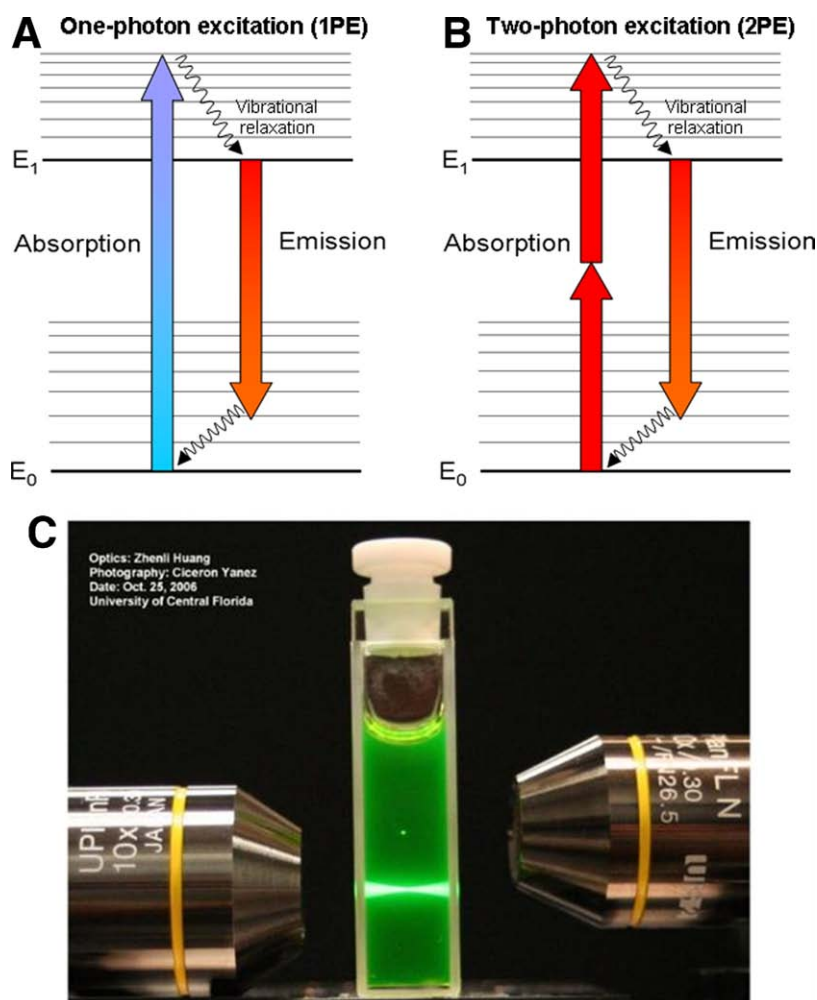 A One-photon excitation (1PE)
Vibrational
relaxation
E1
Absorption
Emission
E0
B Two-photon excitation (2PE)
Vibrational
relaxation
E1
Absorption
Emission
E0
C
Optics: Zhenli Huang
Photography: Ciceron Yanez
Date: Oct. 25, 2006
University of Central Florida
10x
FL N